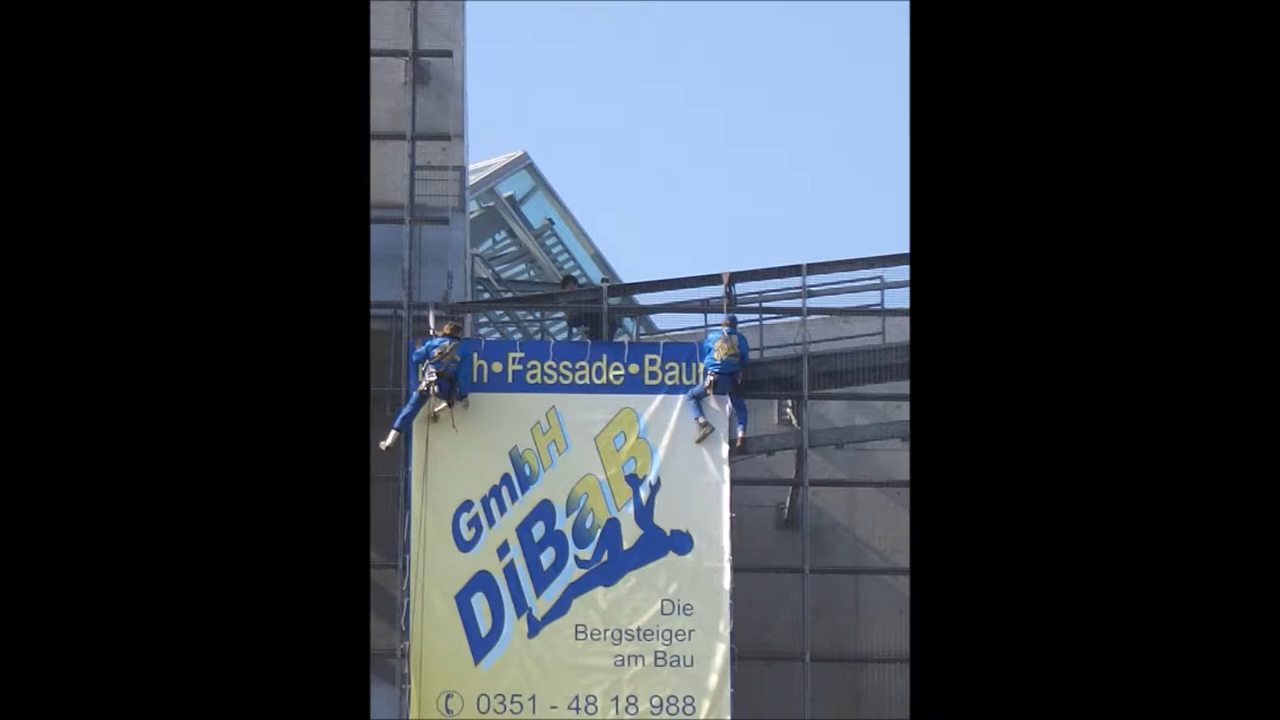 Fassade•Bau
GmbH
DiBaB
Die
Bergsteiger
am Bau
0351 - 48 18 988